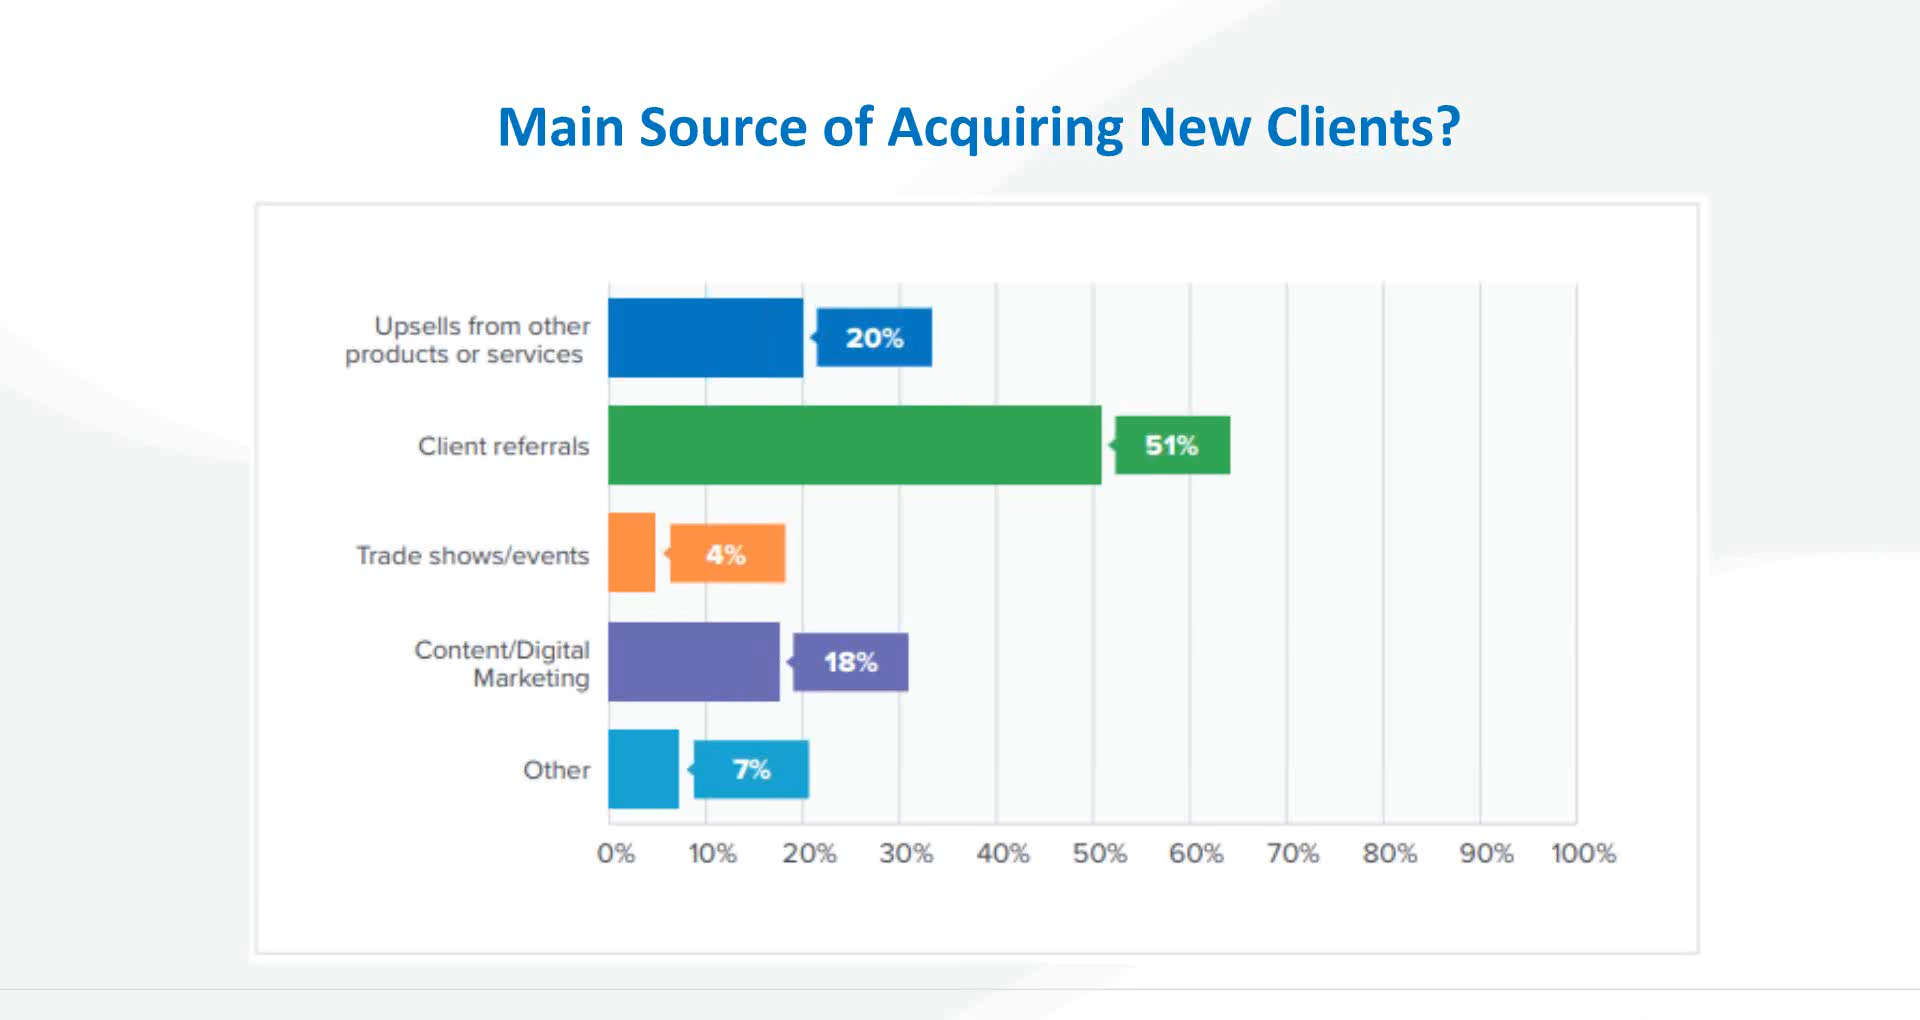 Main Source of Acquiring New Clients?
Upsells from other
products or services
20%
Client referrals
51%
Trade shows/events
4%
Content/Digital
Marketing
18%
Other
7%
0% 10% 20% 30% 40% 50% 60% 70% 80% 90% 100%